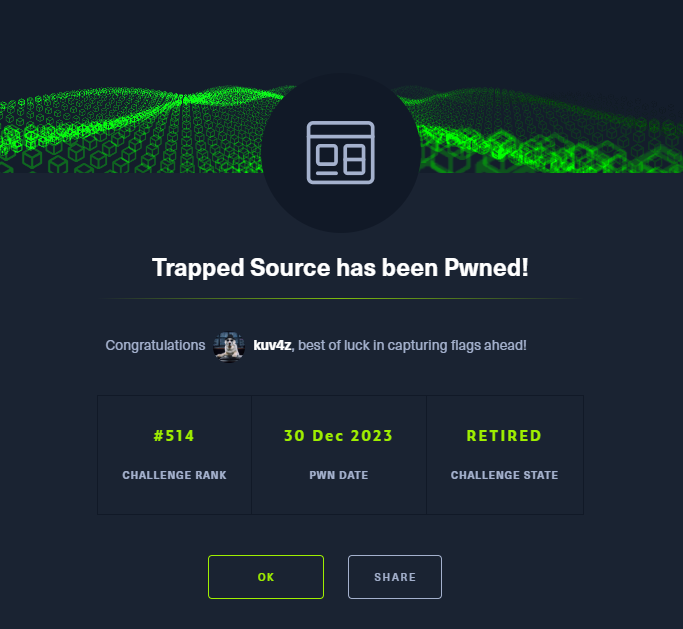 Trapped Source has been Pwned!
Congratulations kuv4z, best of luck in capturing flags ahead!
#514 30 Dec 2023 RETIRED
CHALLENGE RANK PWN DATE CHALLENGE STATE
OK SHARE